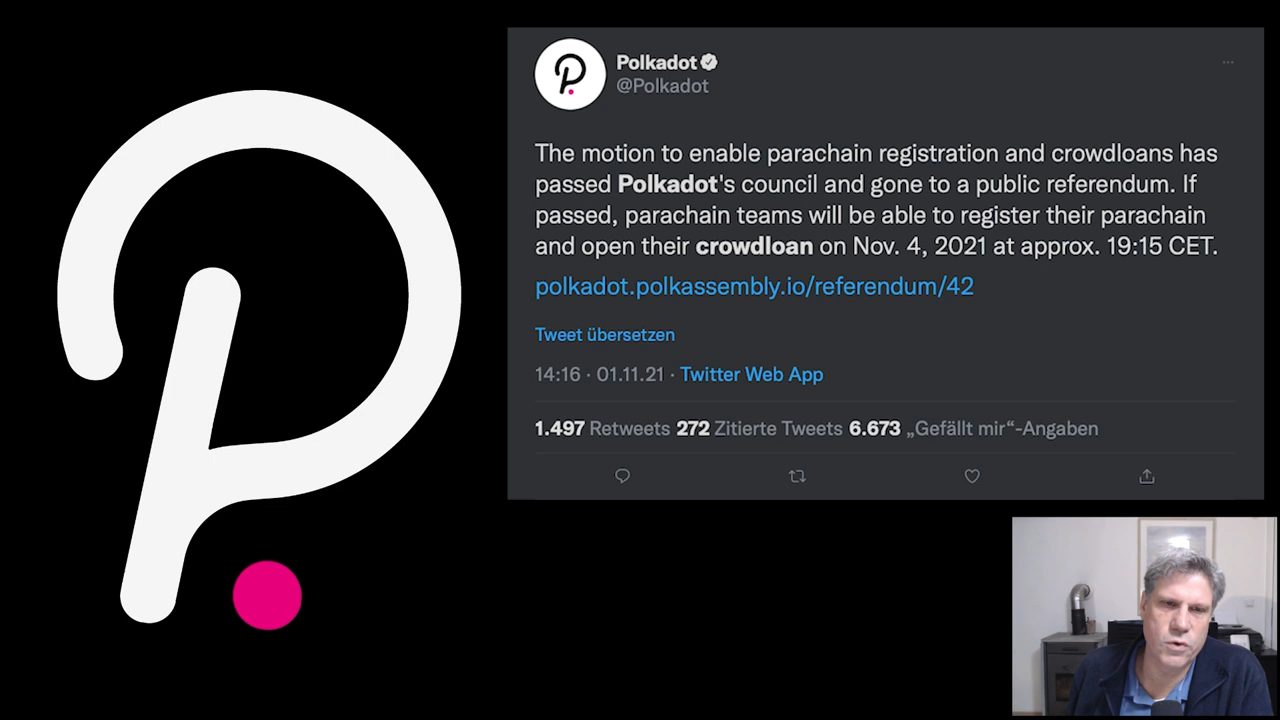 Polkadot
@Polkadot
The motion to enable parachain registration and crowdloans has
passed Polkadot's council and gone to a public referendum. If
passed, parachain teams will be able to register their parachain
and open their crowdloan on Nov. 4, 2021 at approx. 19:15 CET.
polkadot.polkassembly.io/referendum/42
Tweet übersetzen
14:16 · 01.11.21 · Twitter Web App
1.497 Retweets 272 Zitierte Tweets 6.673 „Gefällt mir“-Angaben